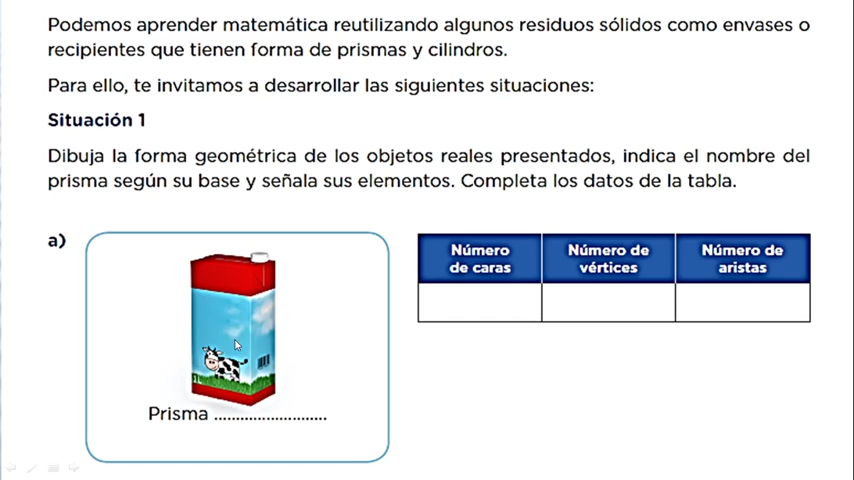 Podemos aprender matemática reutilizando algunos residuos sólidos como envases o
recipientes que tienen forma de prismas y cilindros.
Para ello, te invitamos a desarrollar las siguientes situaciones:
Situación 1
Dibuja la forma geométrica de los objetos reales presentados, indica el nombre del
prisma según su base y señala sus elementos. Completa los datos de la tabla.
a)
Prisma ..........................
Número
de caras
Número de
vértices
Número de
aristas